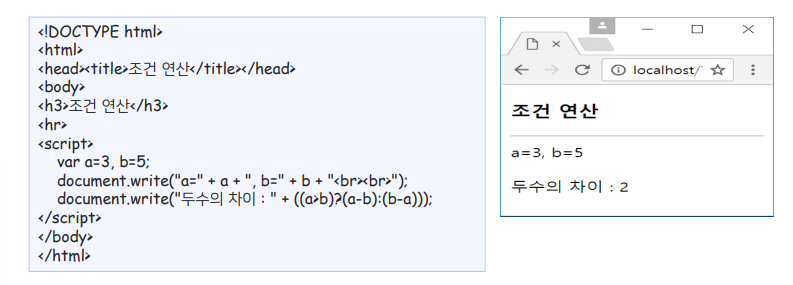 <!DOCTYPE html>
<html>
<head><title>조건 연산</title></head>
<body>
<h3>조건 연산</h3>
<hr>
<script>
var a=3, b=5;
document.write("a=" + a + ", b=" + b + "<br><br>");
document.write("두수의 차이 : " + ((a>b)?(a-b):(b-a)));
</script>
</body>
</html>
localhost/
조건 연산
a=3, b=5
두수의 차이 : 2